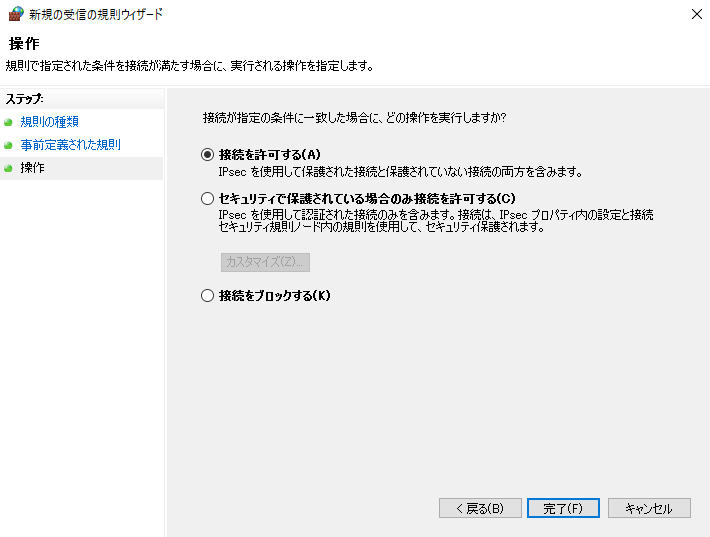 新規の受信の規則ウィザード
操作
規則で指定された条件を接続が満たす場合に、実行される操作を指定します。
ステップ:
規則の種類
事前定義された規則
操作
接続が指定の条件に一致した場合に、どの操作を実行しますか?
接続を許可する(A)
IPsec を使用して保護された接続と保護されていない接続の両方を含みます。
セキュリティで保護されている場合のみ接続を許可する(C)
IPsec を使用して認証された接続のみを含みます。接続は、IPsec プロパティ内の設定と接続
セキュリティ規則ノード内の規則を使用して、セキュリティ保護されます。
カスタマイズ(Z)...
接続をブロックする(K)
< 戻る(B)
完了(F)
キャンセル